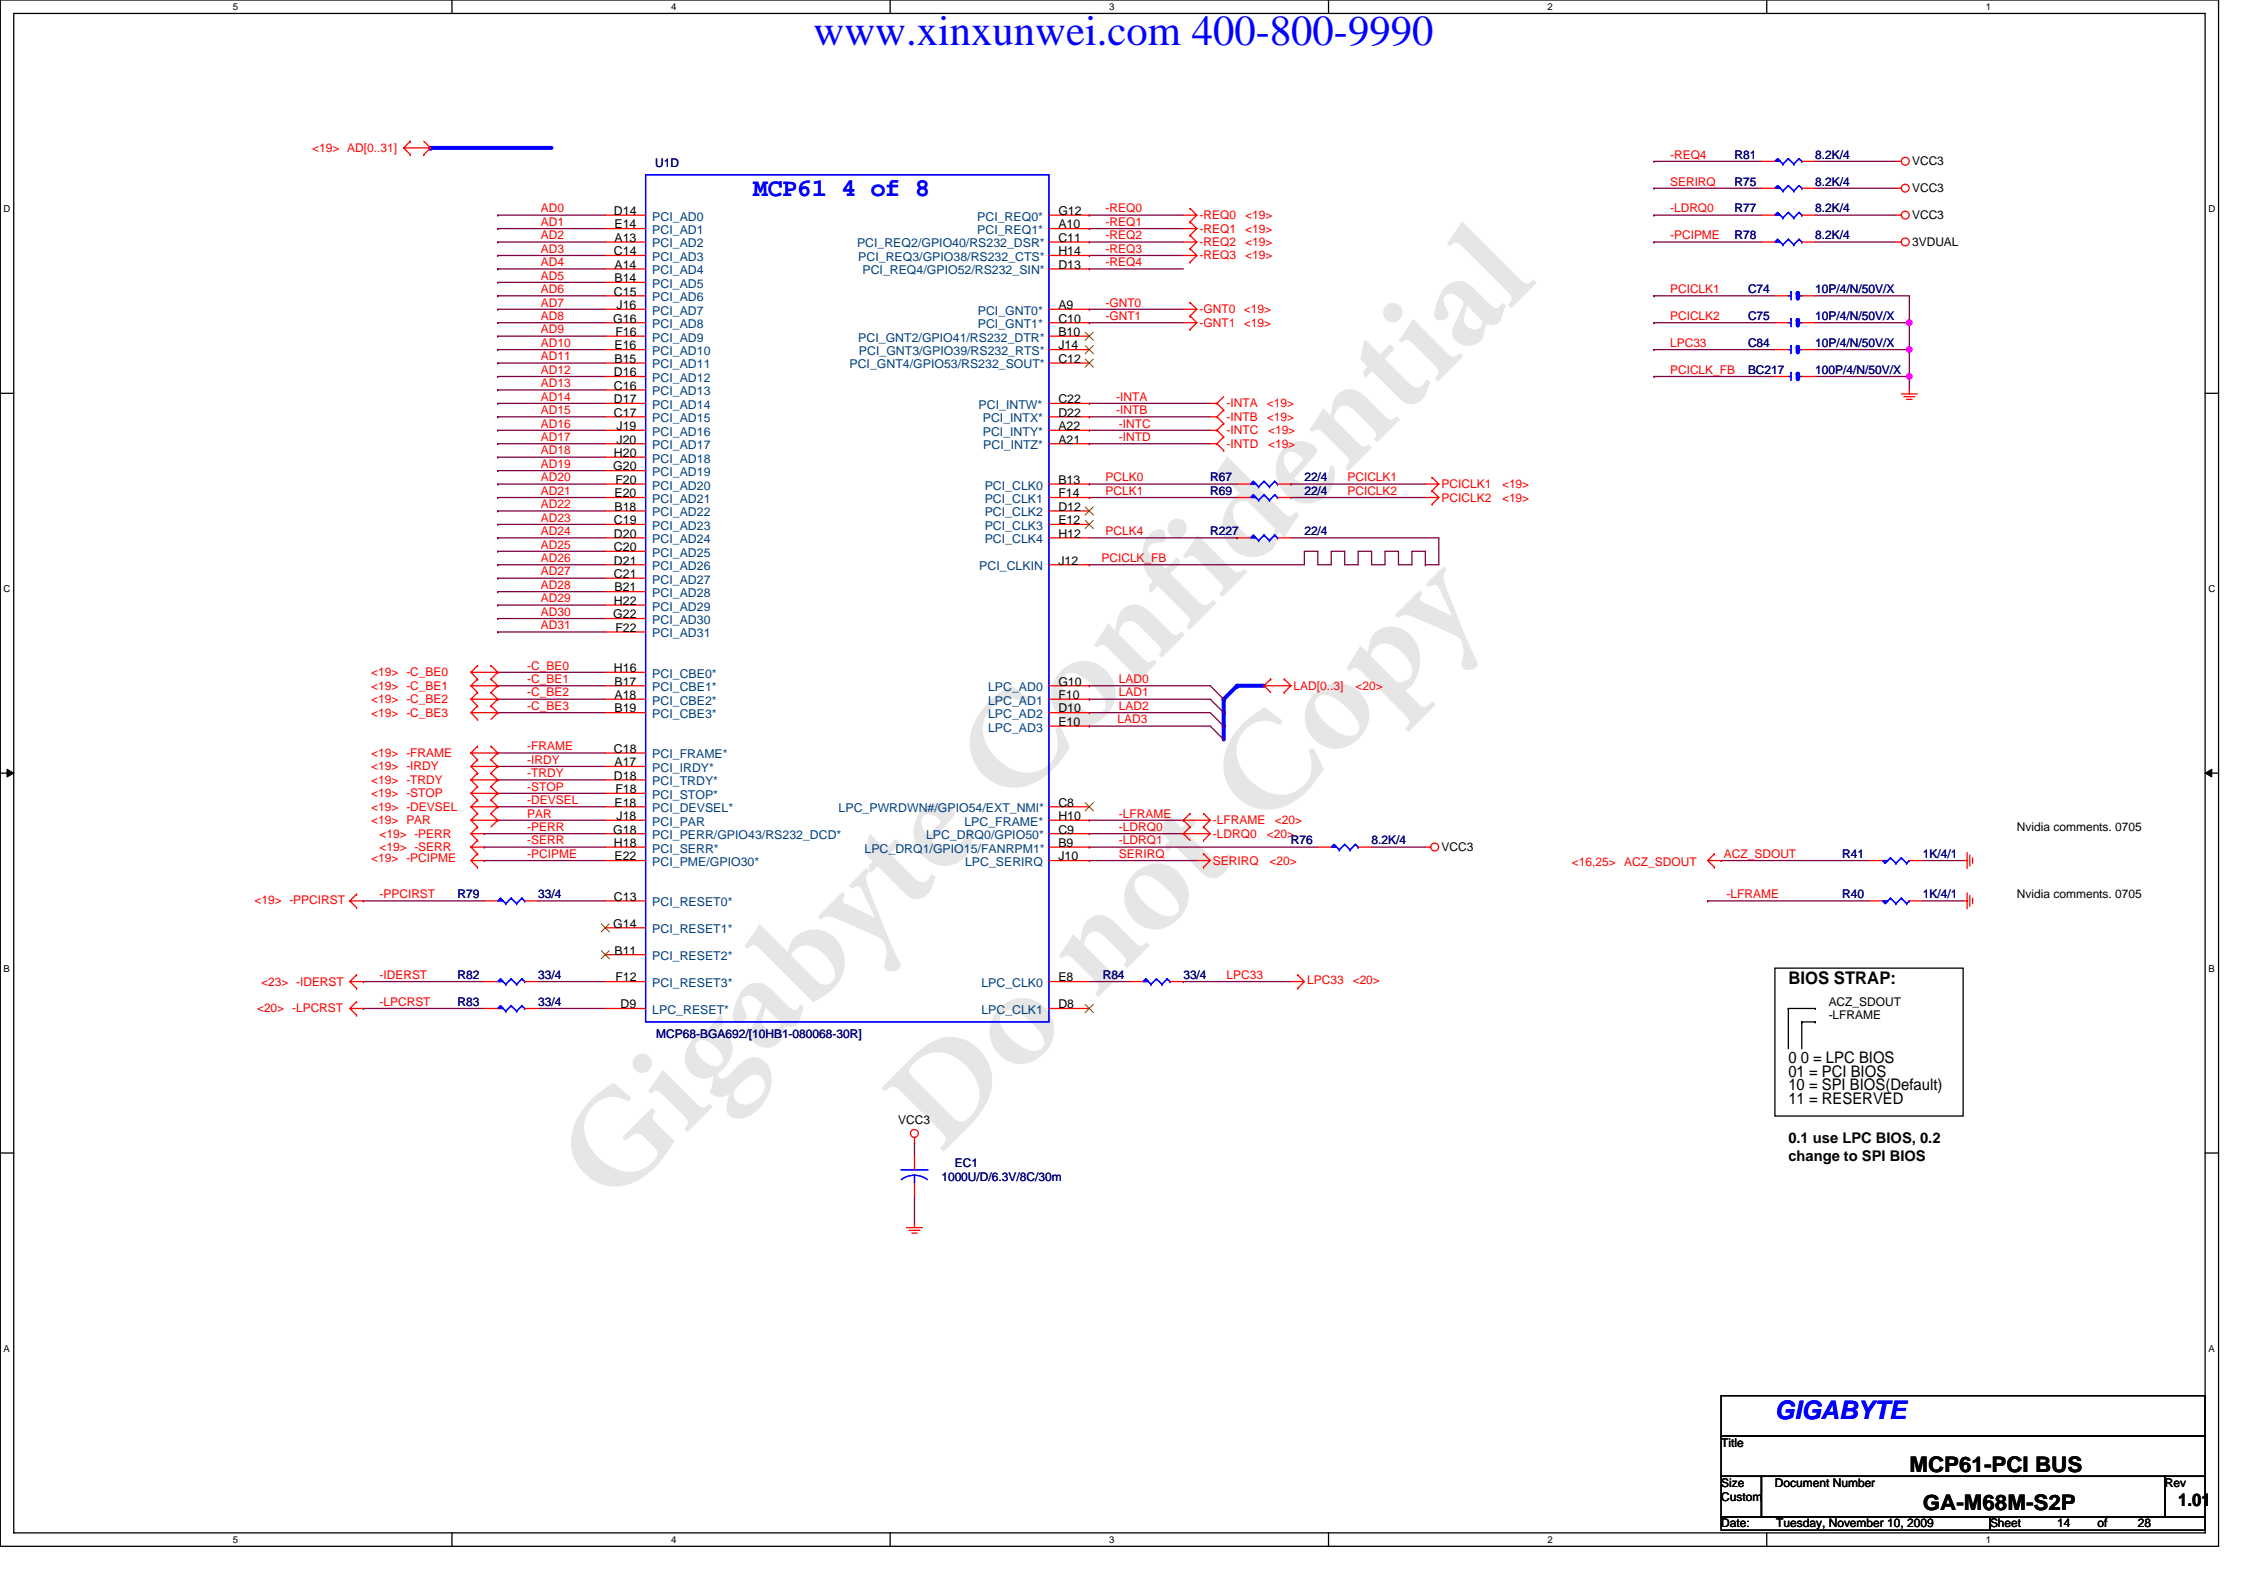 www.xinxunwei.com 400-800-9990
5 4 3 2 1
<19> AD[0..31]
U1D
MCP61 4 of 8
AD0 D14 PCI_AD0
AD1 E14 PCI_AD1
AD2 A13 PCI_AD2
AD3 C14 PCI_AD3
AD4 A14 PCI_AD4
AD5 B14 PCI_AD5
AD6 C15 PCI_AD6
AD7 J16 PCI_AD7
AD8 G16 PCI_AD8
AD9 F16 PCI_AD9
AD10 E16 PCI_AD10
AD11 B15 PCI_AD11
AD12 D16 PCI_AD12
AD13 C16 PCI_AD13
AD14 D17 PCI_AD14
AD15 C17 PCI_AD15
AD16 J19 PCI_AD16
AD17 J20 PCI_AD17
AD18 H20 PCI_AD18
AD19 G20 PCI_AD19
AD20 F20 PCI_AD20
AD21 E20 PCI_AD21
AD22 B18 PCI_AD22
AD23 C19 PCI_AD23
AD24 D20 PCI_AD24
AD25 C20 PCI_AD25
AD26 D21 PCI_AD26
AD27 C21 PCI_AD27
AD28 B21 PCI_AD28
AD29 H22 PCI_AD29
AD30 G22 PCI_AD30
AD31 F22 PCI_AD31
<19> -C_BE0 -C_BE0 H16 PCI_CBE0*
<19> -C_BE1 -C_BE1 B17 PCI_CBE1*
<19> -C_BE2 -C_BE2 A18 PCI_CBE2*
<19> -C_BE3 -C_BE3 B19 PCI_CBE3*
<19> -FRAME -FRAME C18 PCI_FRAME*
<19> -IRDY -IRDY A17 PCI_IRDY*
<19> -TRDY -TRDY D18 PCI_TRDY*
<19> -STOP -STOP F18 PCI_STOP*
<19> -DEVSEL -DEVSEL E18 PCI_DEVSEL*
<19> PAR PAR J18 PCI_PAR
<19> -PERR -PERR G18 PCI_PERR/GPIO43/RS232_DCD*
<19> -SERR -SERR H18 PCI_SERR*
<19> -PCIPME -PCIPME E22 PCI_PME/GPIO30*
<19> -PPCIRST -PPCIRST R79 33/4 C13 PCI_RESET0*
G14 PCI_RESET1*
B11 PCI_RESET2*
<23> -IDERST -IDERST R82 33/4 F12 PCI_RESET3*
<20> -LPCRST -LPCRST R83 33/4 D9 LPC_RESET*
PCI_REQ0* G12 -REQ0 -REQ0 <19>
PCI_REQ1* A10 -REQ1 -REQ1 <19>
PCI_REQ2/GPIO40/RS232_DSR* C11 -REQ2 -REQ2 <19>
PCI_REQ3/GPIO38/RS232_CTS* H14 -REQ3 -REQ3 <19>
PCI_REQ4/GPIO52/RS232_SIN* D13 -REQ4
PCI_GNT0* A9 -GNT0 -GNT0 <19>
PCI_GNT1* C10 -GNT1 -GNT1 <19>
PCI_GNT2/GPIO41/RS232_DTR* B10
PCI_GNT3/GPIO39/RS232_RTS* J14
PCI_GNT4/GPIO53/RS232_SOUT* C12
PCI_INTW* C22 -INTA -INTA <19>
PCI_INTX* D22 -INTB -INTB <19>
PCI_INTY* A22 -INTC -INTC <19>
PCI_INTZ* A21 -INTD -INTD <19>
PCI_CLK0 B13 PCLK0 R67 22/4 PCICLK1 PCICLK1 <19>
PCI_CLK1 F14 PCLK1 R69 22/4 PCICLK2 PCICLK2 <19>
PCI_CLK2 D12
PCI_CLK3 E12
PCI_CLK4 H12 PCLK4 R227 22/4
PCI_CLKIN J12 PCICLK_FB
LPC_AD0 G10 LAD0 LAD[0..3] <20>
LPC_AD1 F10 LAD1
LPC_AD2 D10 LAD2
LPC_AD3 E10 LAD3
LPC_PWRDWN#/GPIO54/EXT_NMI* C8
LPC_FRAME* H10 -LFRAME -LFRAME <20>
LPC_DRQ0/GPIO50* C9 -LDRQ0 -LDRQ0 <20>
LPC_DRQ1/GPIO15/FANRPM1* B9 -LDRQ1 R76 8.2K/4 VCC3
LPC_SERIRQ J10 SERIRQ SERIRQ <20>
LPC_CLK0 E8 R84 33/4 LPC33 LPC33 <20>
LPC_CLK1 D8
MCP68-BGA692/[10HB1-080068-30R]
VCC3
EC1
1000U/D/6.3V/8C/30m
-REQ4 R81 8.2K/4 VCC3
SERIRQ R75 8.2K/4 VCC3
-LDRQ0 R77 8.2K/4 VCC3
-PCIPME R78 8.2K/4 3VDUAL
PCICLK1 C74 10P/4/N/50V/X
PCICLK2 C75 10P/4/N/50V/X
LPC33 C84 10P/4/N/50V/X
PCICLK_FB BC217 100P/4/N/50V/X
Nvidia comments. 0705
<16,25> ACZ_SDOUT ACZ_SDOUT R41 1K/4/1
-LFRAME R40 1K/4/1 Nvidia comments. 0705
BIOS STRAP:
ACZ_SDOUT
-LFRAME
0 0 = LPC BIOS
01 = PCI BIOS
10 = SPI BIOS(Default)
11 = RESERVED
0.1 use LPC BIOS, 0.2
change to SPI BIOS
Gigabyte Confidential
Do not Copy
D D
C C
B B
A A
GIGABYTE
Title
MCP61-PCI BUS
Size Document Number Rev
Custom GA-M68M-S2P 1.01
Date: Tuesday, November 10, 2009 Sheet 14 of 28
5 4 3 2 1